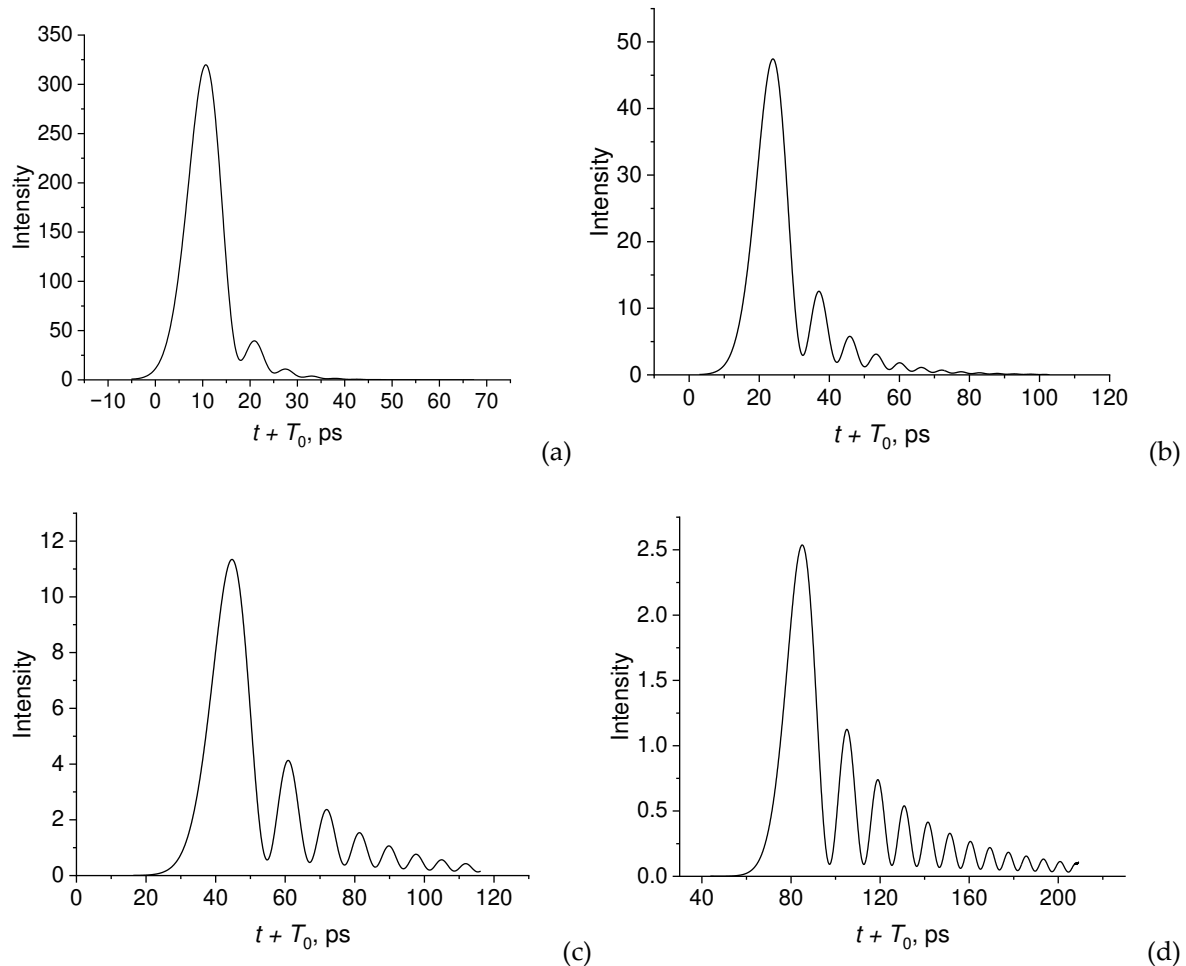 350
300
250
200
150
100
50
0
Intensity
−10 0 10 20 30 40 50 60 70
t + T₀, ps
(a)
50
40
30
20
10
0
Intensity
0 20 40 60 80 100 120
t + T₀, ps
(b)
12
10
8
6
4
2
0
Intensity
0 20 40 60 80 100 120
t + T₀, ps
(c)
2.5
2.0
1.5
1.0
0.5
0.0
Intensity
40 80 120 160 200
t + T₀, ps
(d)